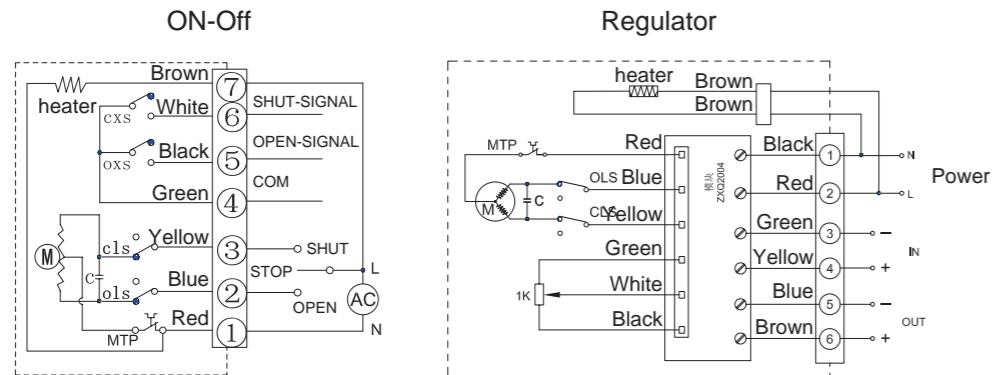 ON-Off
Brown
heater
7
White
SHUT-SIGNAL
cxs
6
OPEN-SIGNAL
Black
oxs
5
COM
Green
4
Yellow
cls
3
SHUT
M
STOP
L
C
Blue
ols
2
OPEN
AC
Red
MTP
1
N
Regulator
heater
Brown
Brown
MTP
Red
Black
1
N
模块
ZXQ2004
OLS
Blue
Red
2
L
Power
M
C
CLS
Yellow
Green
3
−
IN
Green
Yellow
4
+
White
1K
Blue
5
−
OUT
Black
Brown
6
+